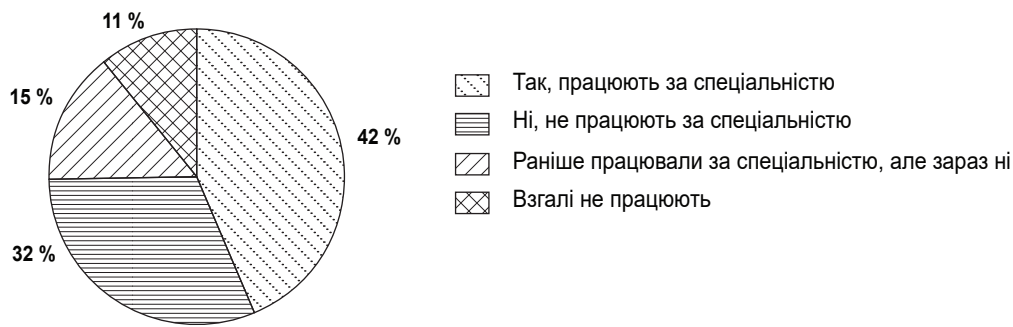 11 %
15 %
42 %
32 %
Так, працюють за спеціальністю
Ні, не працюють за спеціальністю
Раніше працювали за спеціальністю, але зараз ні
Взгалі не працюють